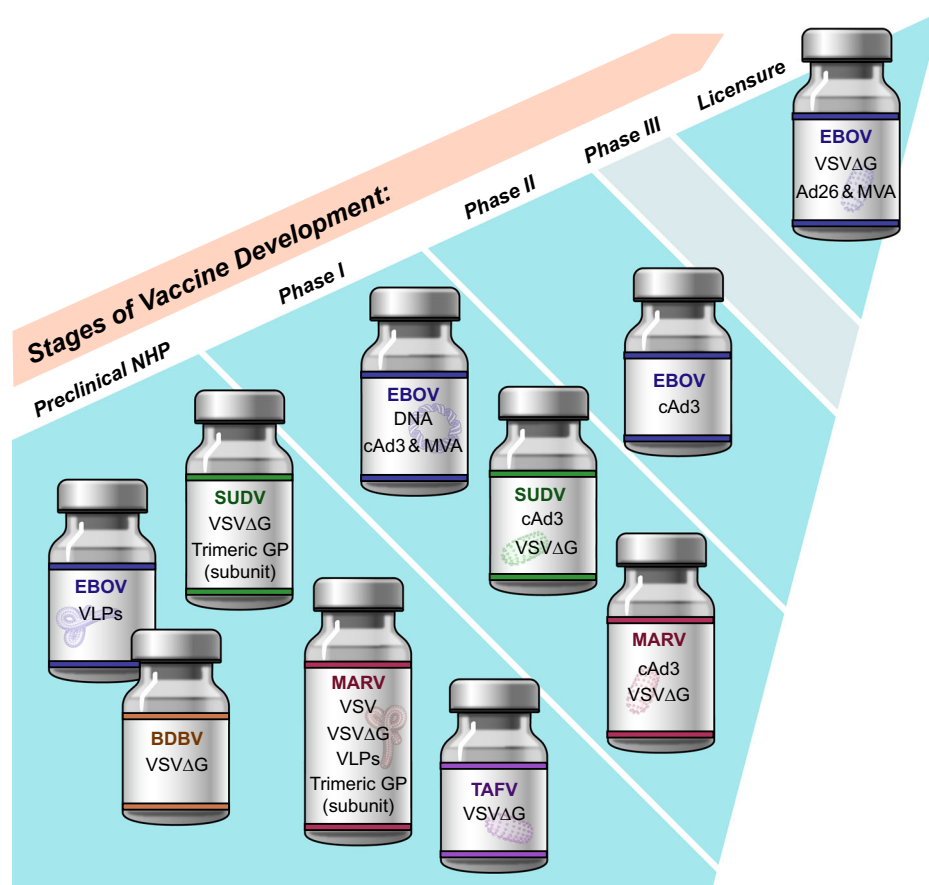 Stages of Vaccine Development:
Preclinical NHP
Phase I
Phase II
Phase III
Licensure
EBOV
VSVΔG
Ad26 & MVA
EBOV
cAd3
EBOV
DNA
cAd3 & MVA
SUDV
cAd3
VSVΔG
SUDV
VSVΔG
Trimeric GP
(subunit)
EBOV
VLPs
MARV
cAd3
VSVΔG
BDBV
VSVΔG
MARV
VSV
VSVΔG
VLPs
Trimeric GP
(subunit)
TAFV
VSVΔG